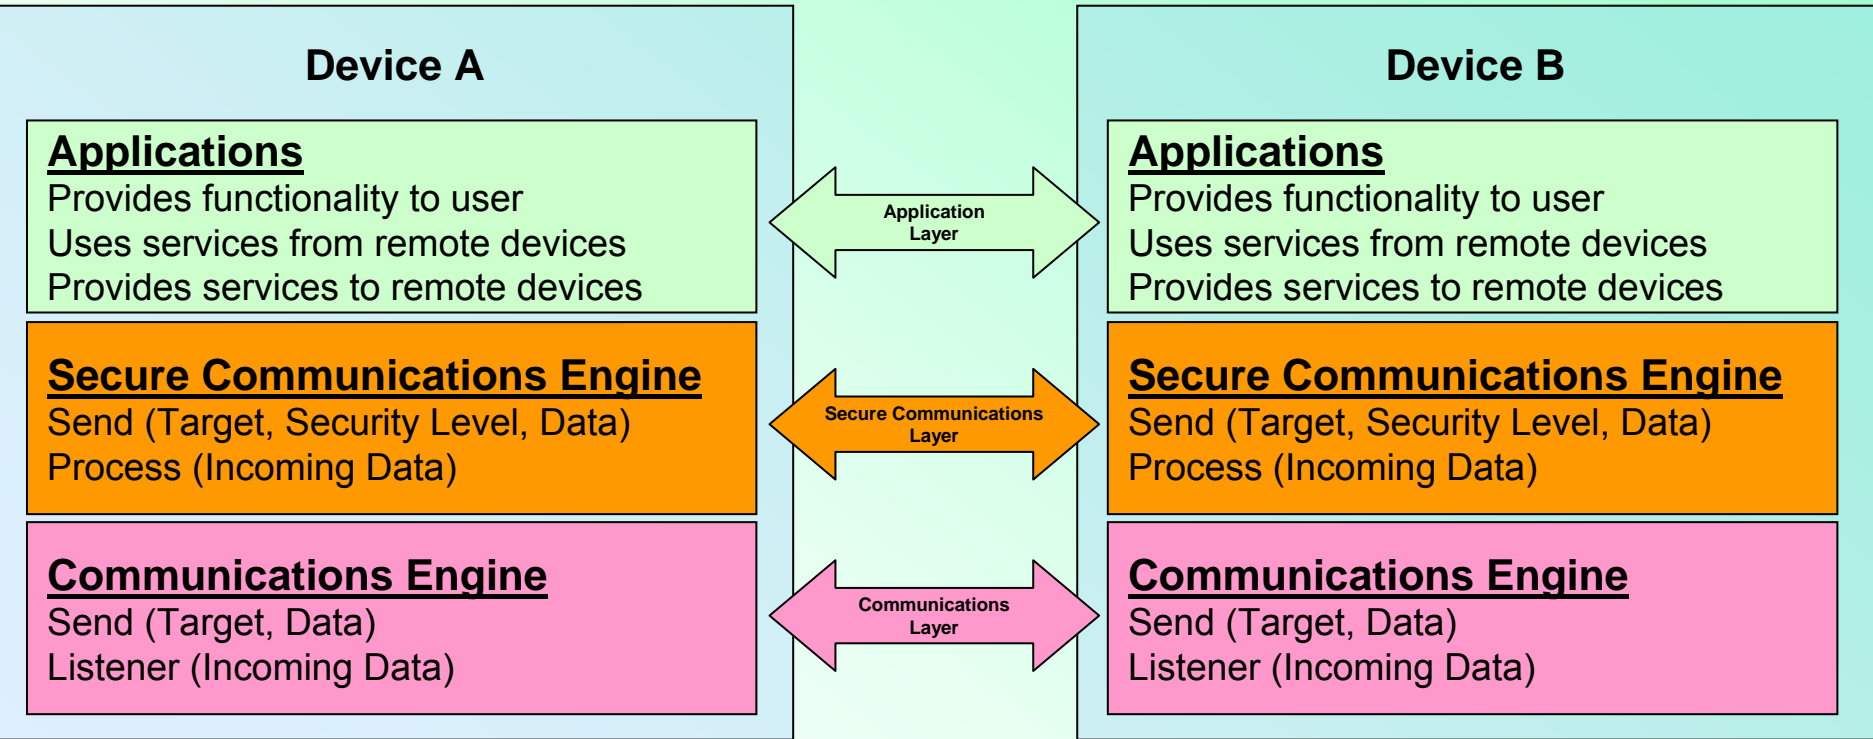 Device A
Applications
Provides functionality to user
Uses services from remote devices
Provides services to remote devices
Secure Communications Engine
Send (Target, Security Level, Data)
Process (Incoming Data)
Communications Engine
Send (Target, Data)
Listener (Incoming Data)
Application
Layer
Secure Communications
Layer
Communications
Layer
Device B
Applications
Provides functionality to user
Uses services from remote devices
Provides services to remote devices
Secure Communications Engine
Send (Target, Security Level, Data)
Process (Incoming Data)
Communications Engine
Send (Target, Data)
Listener (Incoming Data)